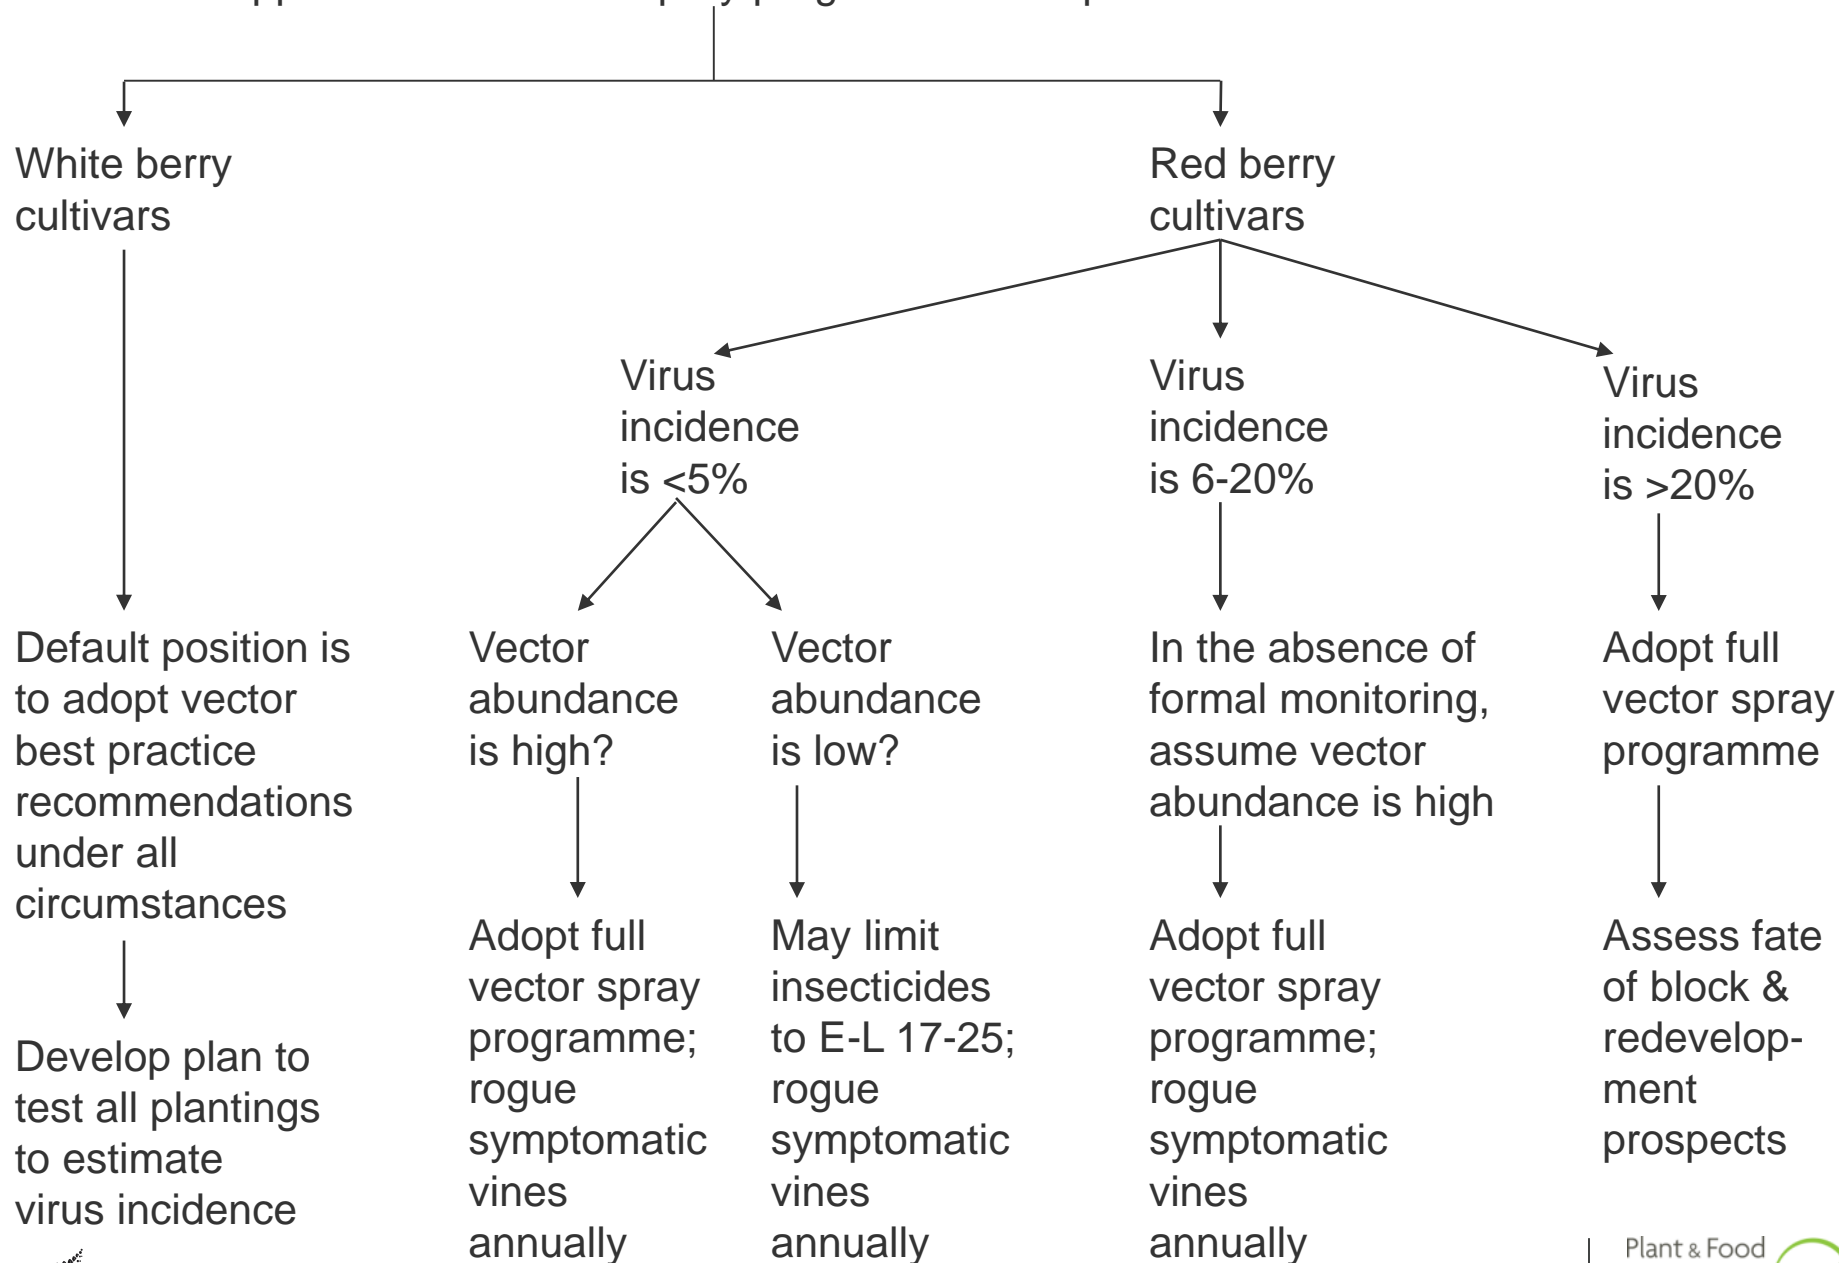 White berry
cultivars
Red berry
cultivars
Virus
incidence
is <5%
Virus
incidence
is 6-20%
Virus
incidence
is >20%
Default position is
to adopt vector
best practice
recommendations
under all
circumstances
Vector
abundance
is high?
Vector
abundance
is low?
In the absence of
formal monitoring,
assume vector
abundance is high
Adopt full
vector spray
programme
Develop plan to
test all plantings
to estimate
virus incidence
Adopt full
vector spray
programme;
rogue
symptomatic
vines
annually
May limit
insecticides
to E-L 17-25;
rogue
symptomatic
vines
annually
Adopt full
vector spray
programme;
rogue
symptomatic
vines
annually
Assess fate
of block &
redevelop-
ment
prospects
Plant & Food